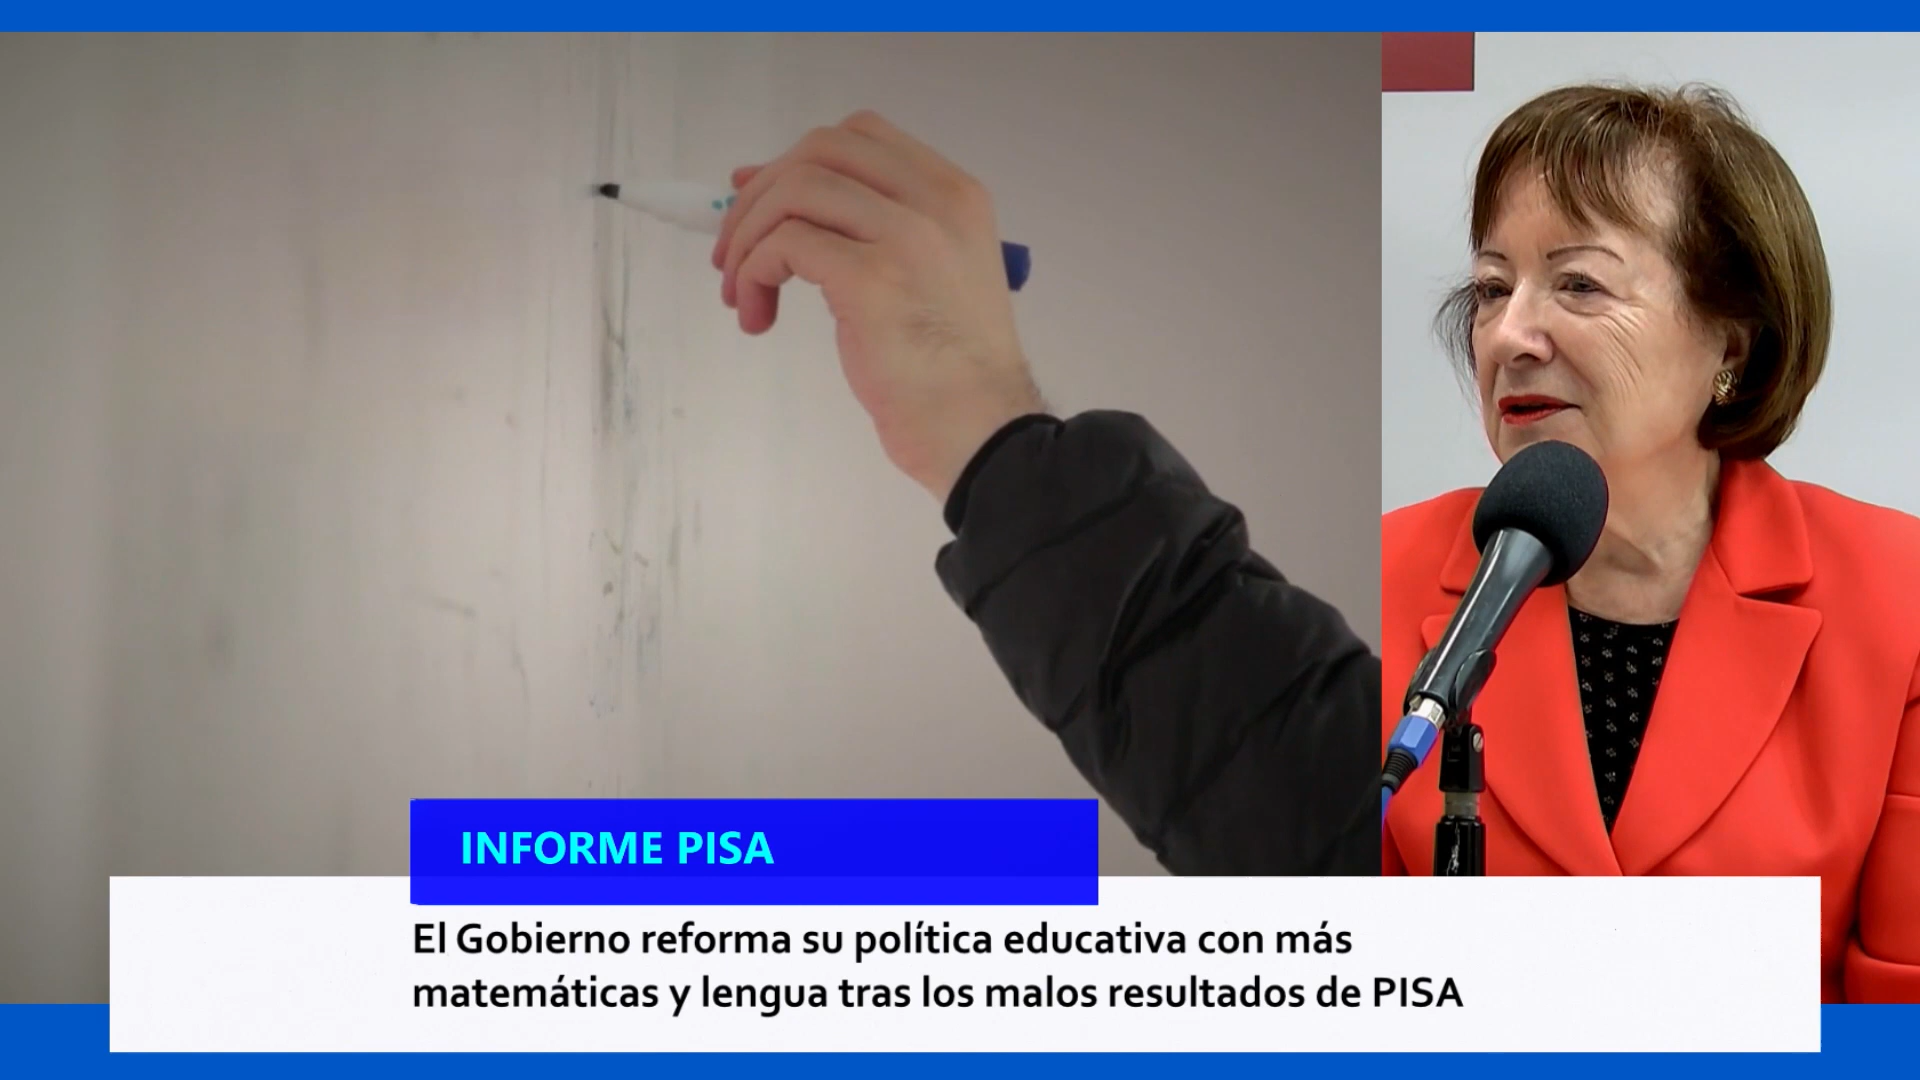 INFORME PISA
El Gobierno reforma su política educativa con más
matemáticas y lengua tras los malos resultados de PISA